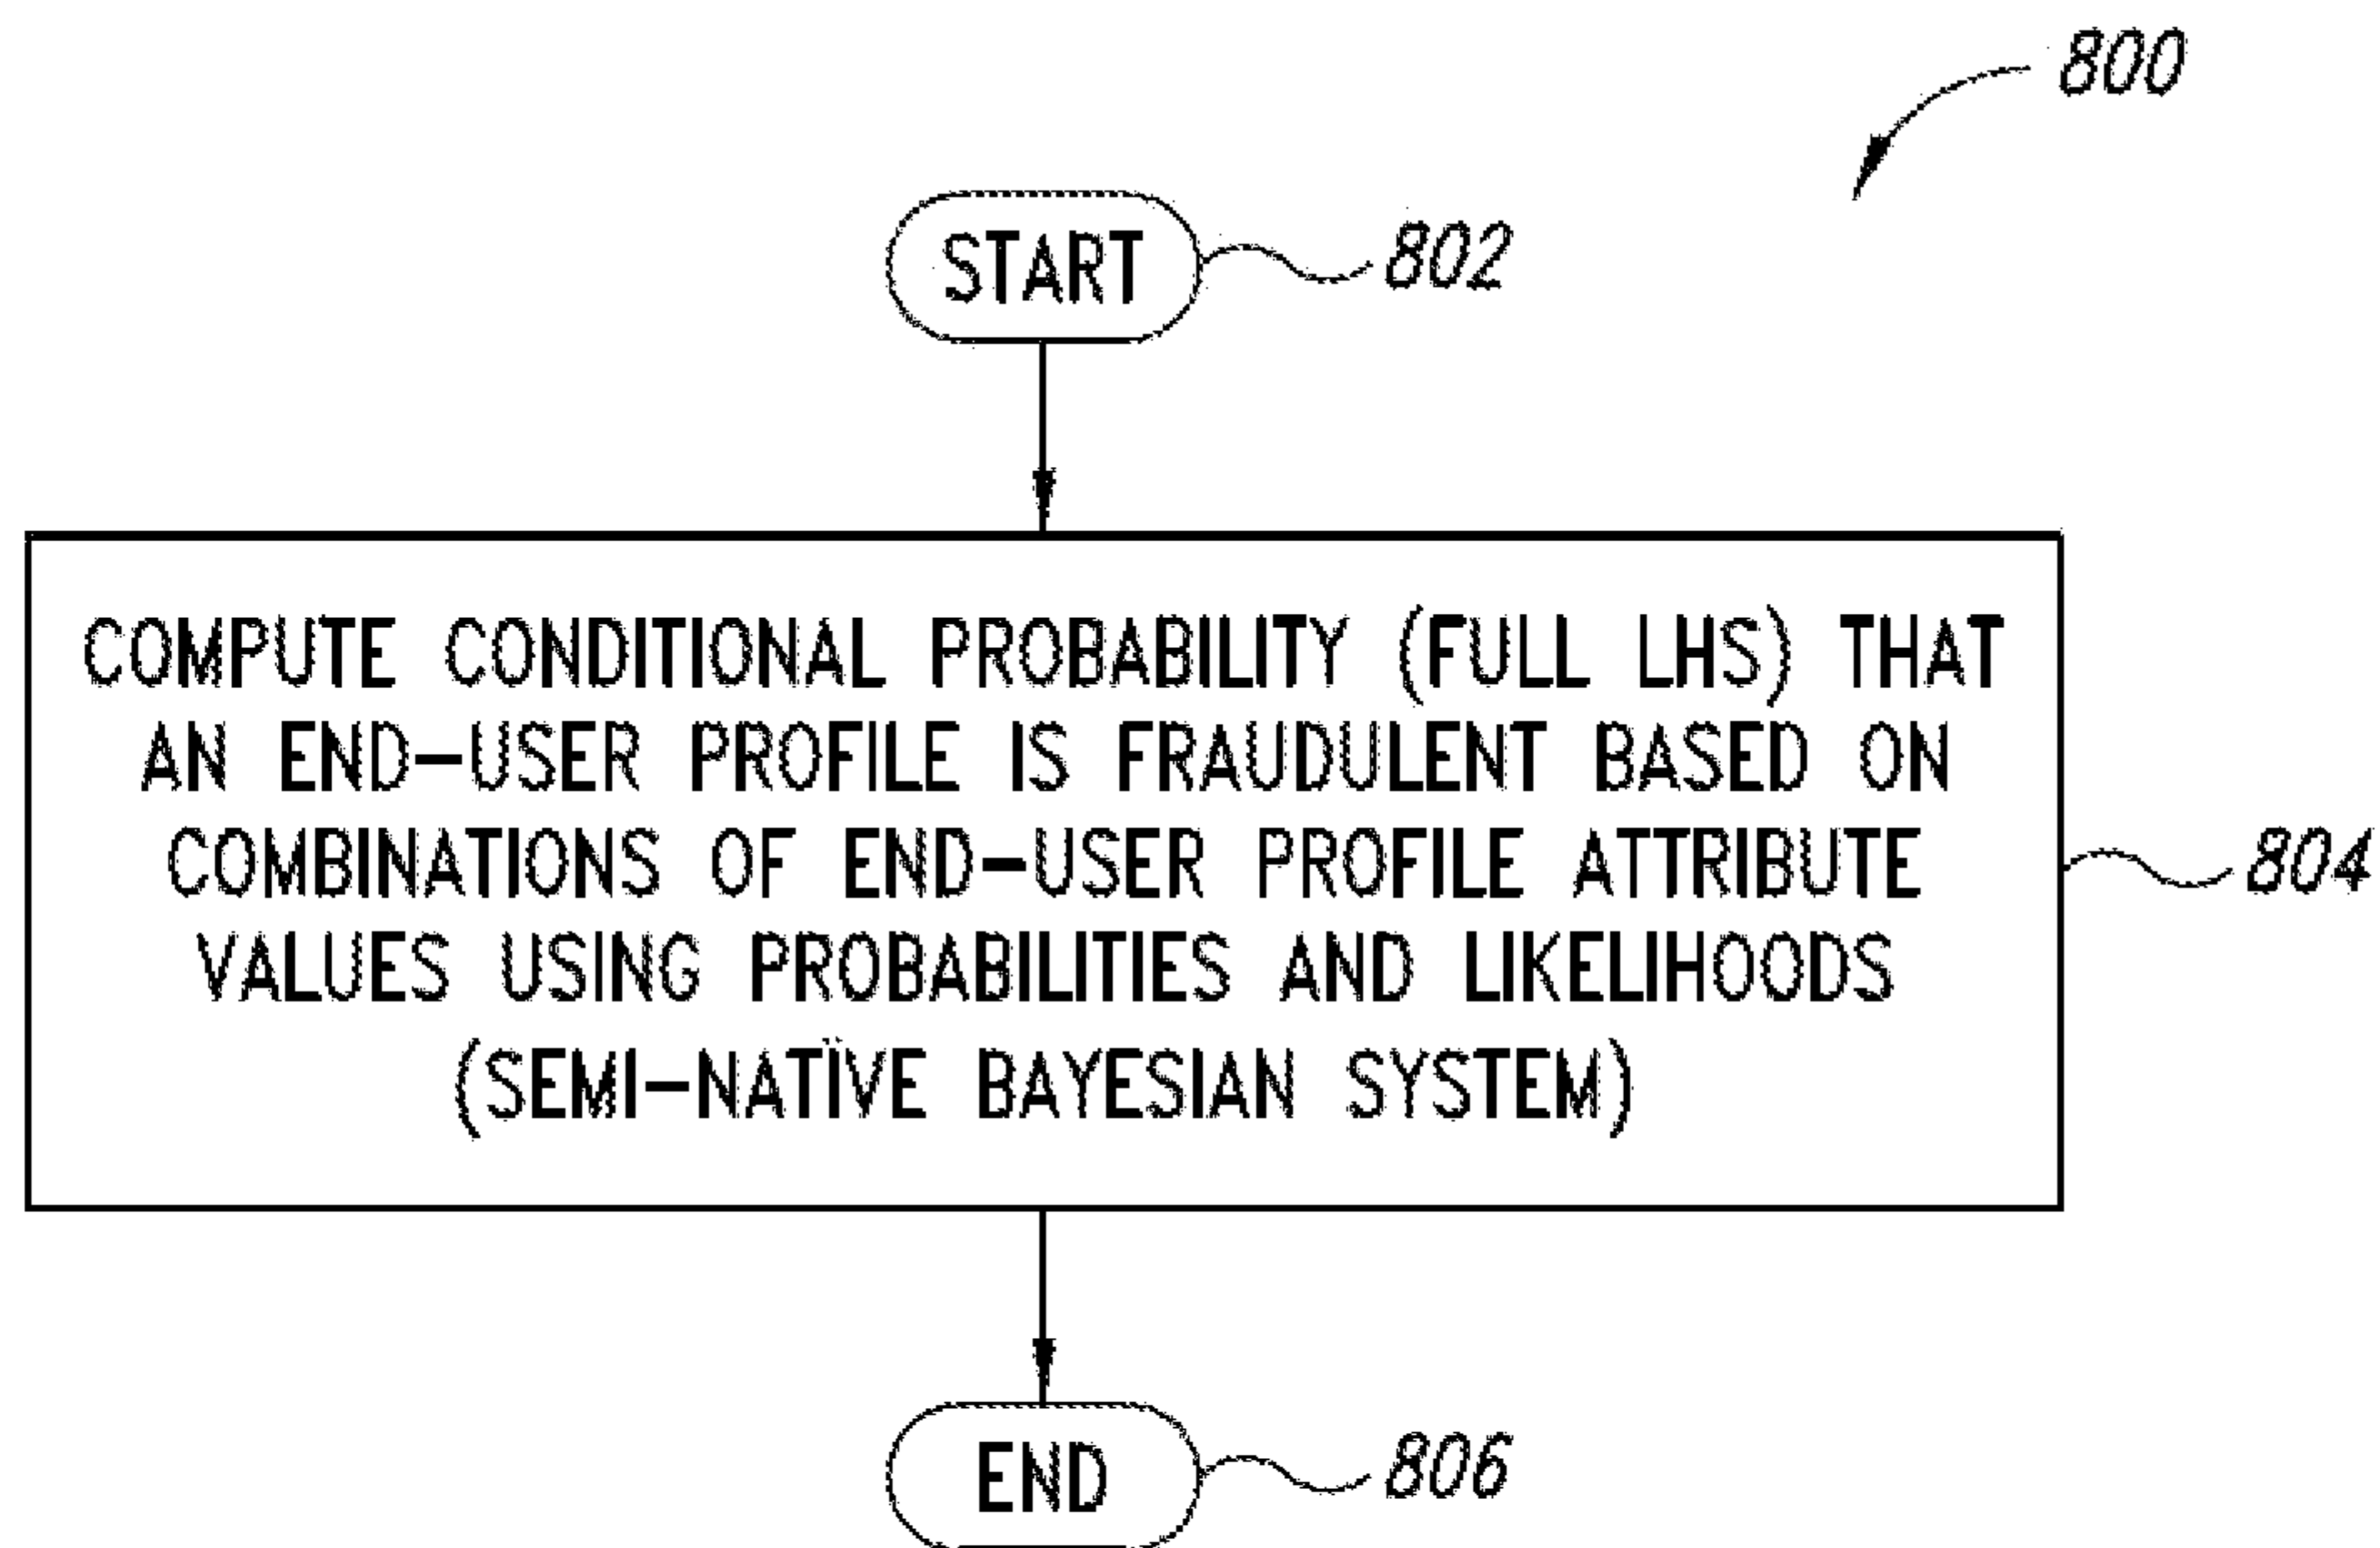 800
START
802
COMPUTE CONDITIONAL PROBABILITY (FULL LHS) THAT
AN END-USER PROFILE IS FRAUDULENT BASED ON
COMBINATIONS OF END-USER PROFILE ATTRIBUTE
VALUES USING PROBABILITIES AND LIKELIHOODS
(SEMI-NATÏVE BAYESIAN SYSTEM)
804
END
806